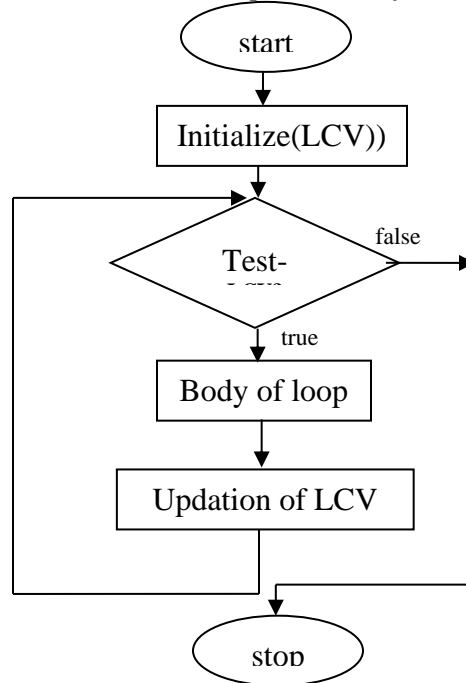 start
Initialize(LCV))
Test-
false
true
Body of loop
Updation of LCV
stop